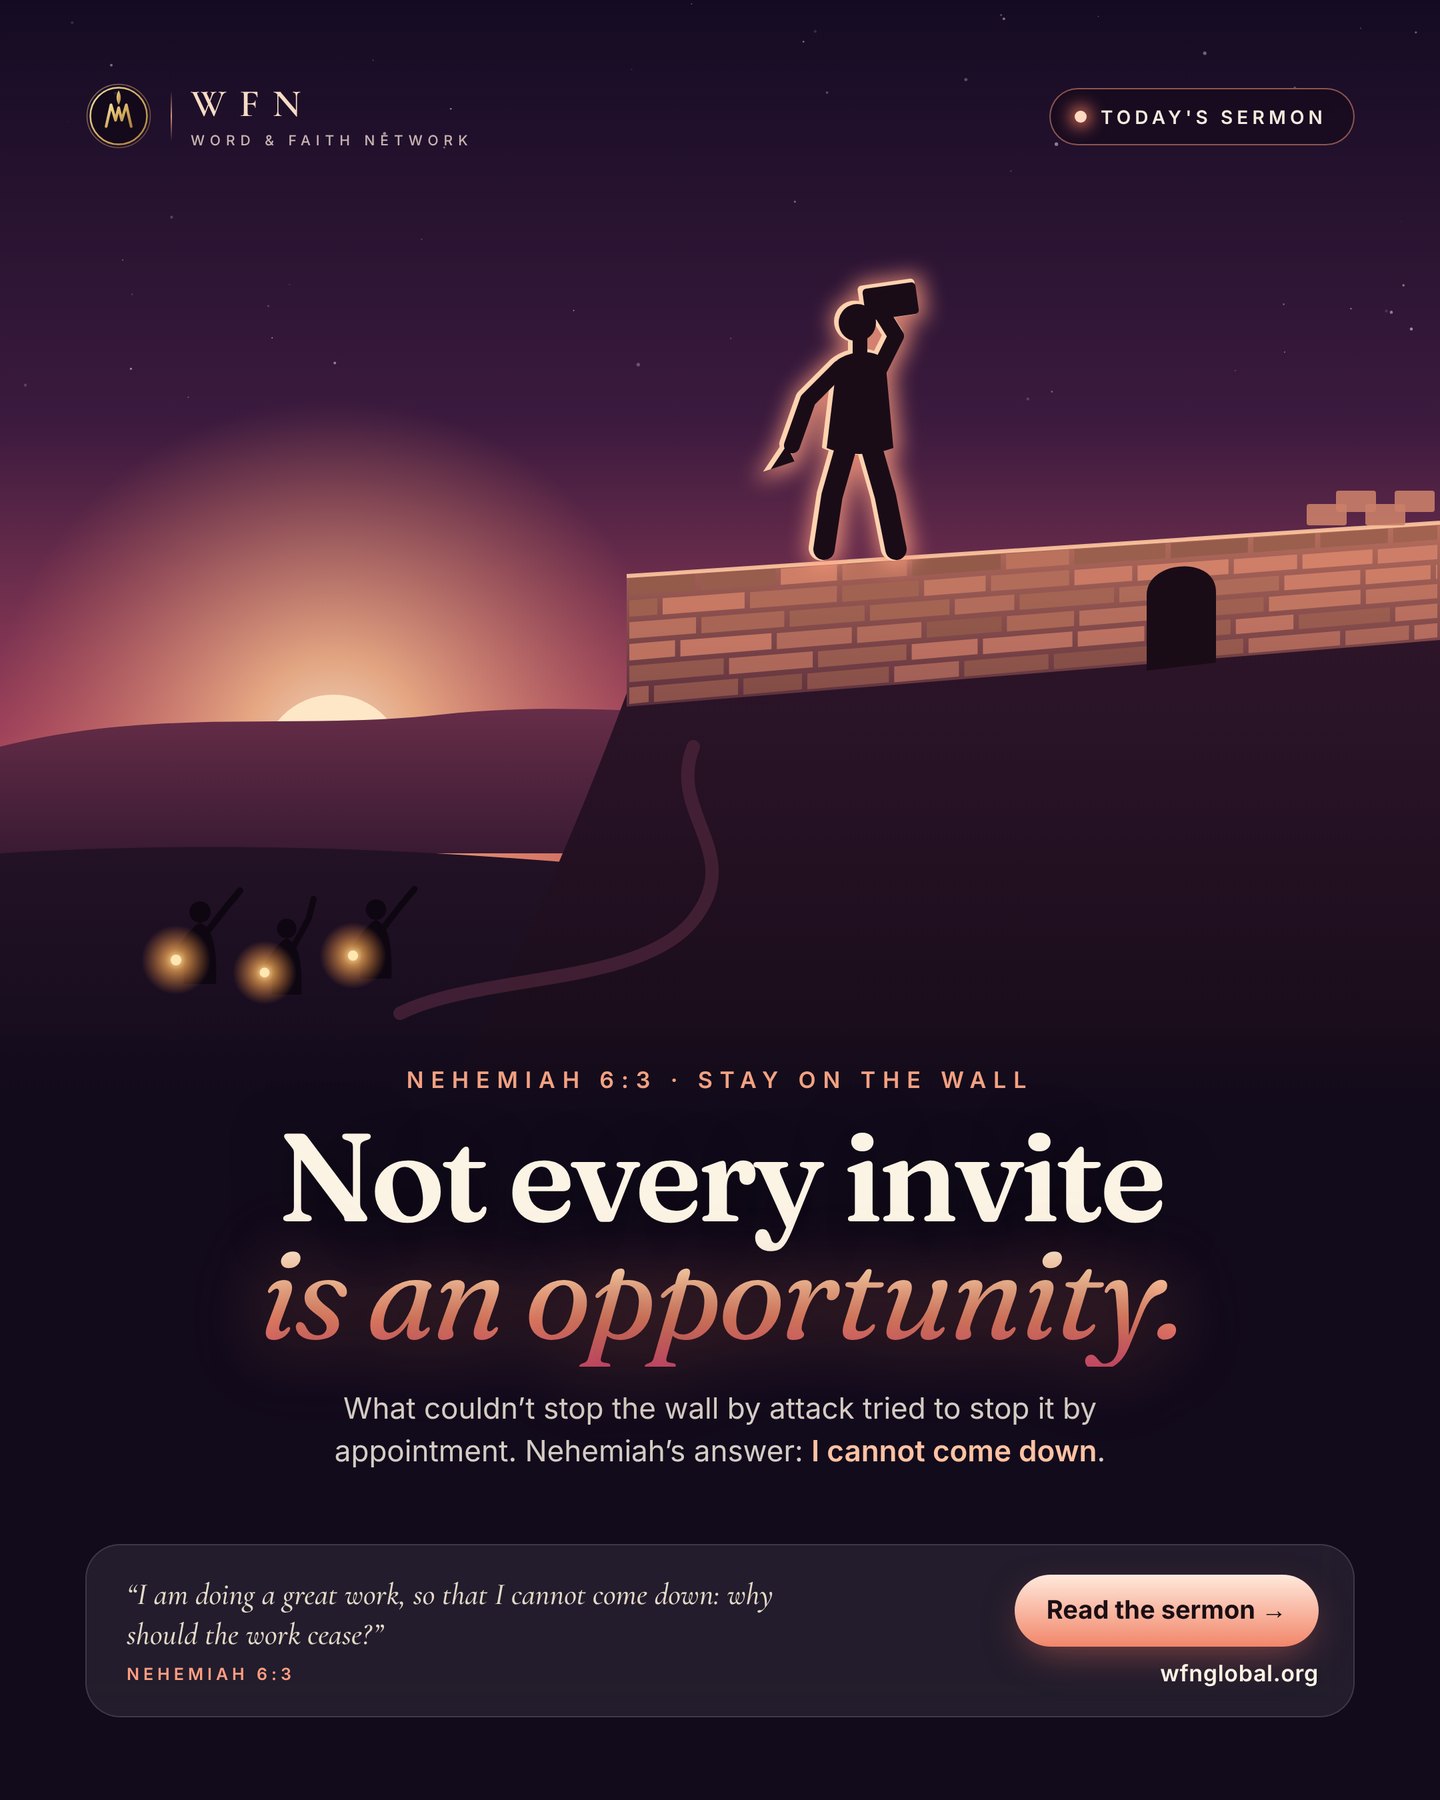 WFN
WORD & FAITH NETWORK
TODAY'S SERMON
NEHEMIAH 6:3 · STAY ON THE WALL
Not every invite
is an opportunity.
What couldn’t stop the wall by attack tried to stop it by
appointment. Nehemiah’s answer: I cannot come down.
“I am doing a great work, so that I cannot come down: why
should the work cease?”
NEHEMIAH 6:3
Read the sermon →
wfnglobal.org